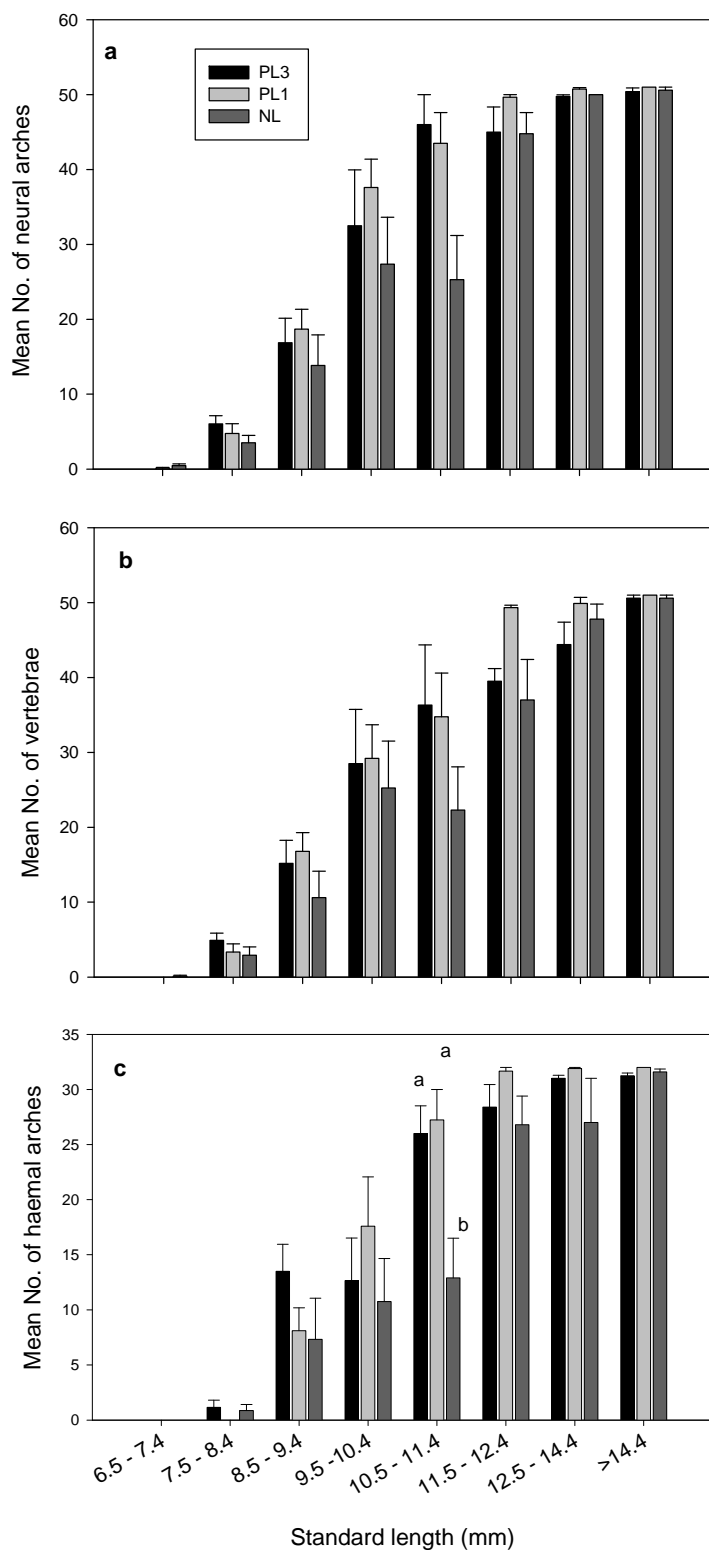 a
PL3
PL1
NL
60
50
40
30
20
10
0
Mean No. of neural arches
b
60
50
40
30
20
10
0
Mean No. of vertebrae
c
35
30
25
20
15
10
5
0
Mean No. of haemal arches
a
a
b
6.5 - 7.4
7.5 - 8.4
8.5 - 9.4
9.5 -10.4
10.5 - 11.4
11.5 - 12.4
12.5 - 14.4
>14.4
Standard length (mm)